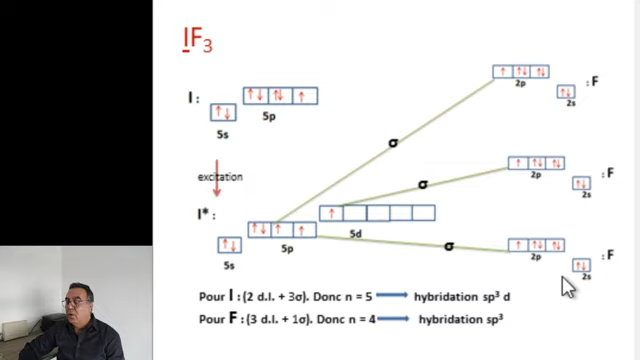 IF3
2p
: F
2s
I :
5p
5s
σ
excitation
2p
: F
2s
σ
I* :
5d
5p
5s
σ
2p
: F
2s
Pour I : (2 d.l. + 3σ). Donc n = 5 → hybridation sp³ d
Pour F : (3 d.l. + 1σ). Donc n = 4 → hybridation sp³